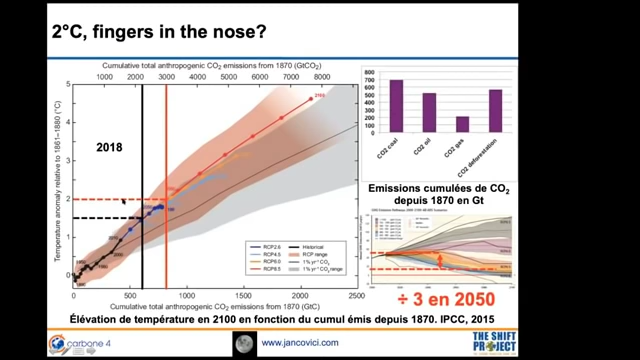 2°C, fingers in the nose?
Cumulative total anthropogenic CO2 emissions from 1870 (GtCO2)
1000 2000 3000 4000 5000 6000 7000 8000
Temperature anomaly relative to 1861–1880 (°C)
5
4
3
2
1
0
2018
2100
RCP2.6
RCP4.5
RCP6.0
RCP8.5
Historical
RCP range
1% yr⁻¹ CO2
1% yr⁻¹ CO2 range
0 500 1000 1500 2000 2500
Cumulative total anthropogenic CO2 emissions from 1870 (GtC)
Élévation de température en 2100 en fonction du cumul émis depuis 1870. IPCC, 2015
800
700
600
500
400
300
200
100
0
CO2 coal
CO2 oil
CO2 gas
CO2 deforestation
Emissions cumulées de CO2
depuis 1870 en Gt
÷ 3 en 2050
carbone 4
www.jancovici.com
THE SHIFT
PROJECT